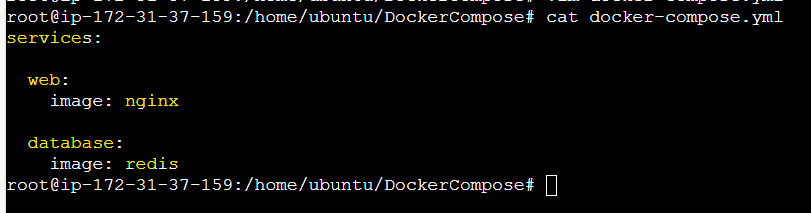 root@ip-172-31-37-159:/home/ubuntu/DockerCompose# cat docker-compose.yml
services:

  web:
    image: nginx

  database:
    image: redis
root@ip-172-31-37-159:/home/ubuntu/DockerCompose#